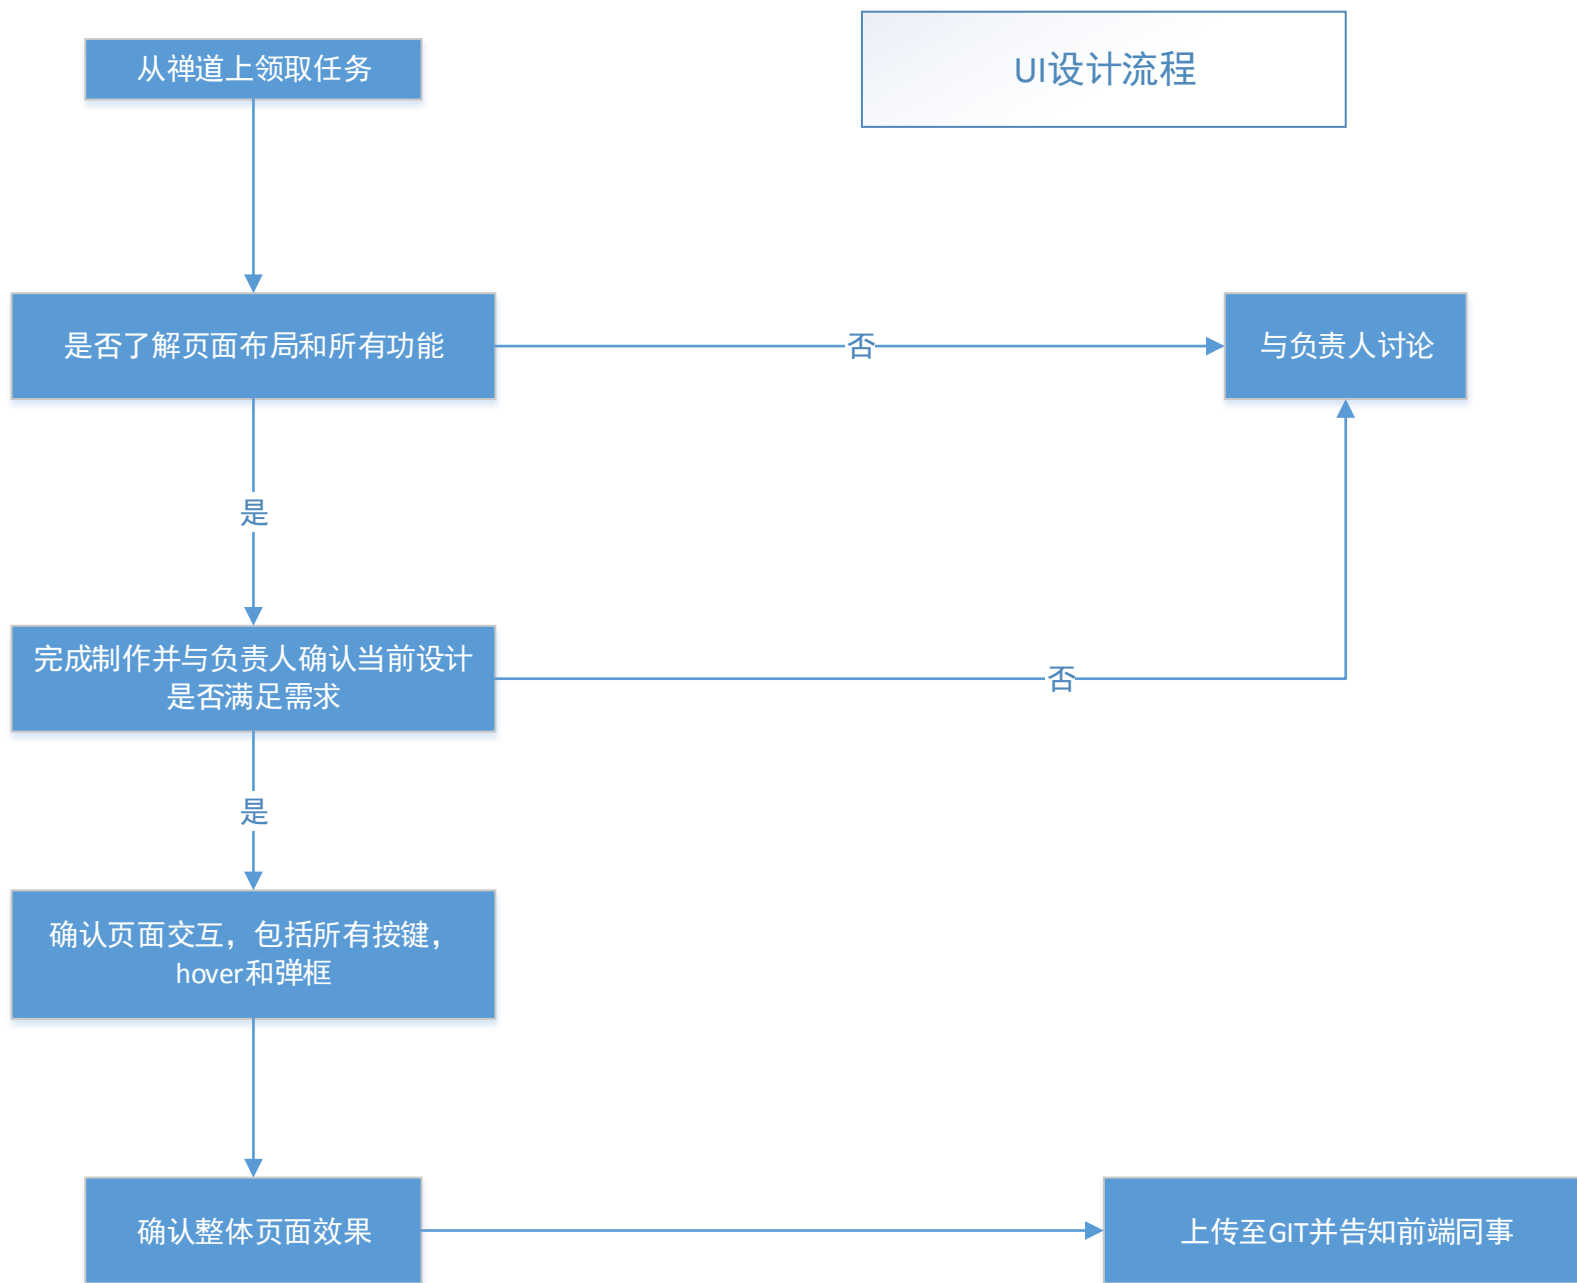 从禅道上领取任务
UI设计流程
是否了解页面布局和所有功能
否
与负责人讨论
是
完成制作并与负责人确认当前设计
是否满足需求
否
是
确认页面交互，包括所有按键，
hover和弹框
确认整体页面效果
上传至GIT并告知前端同事